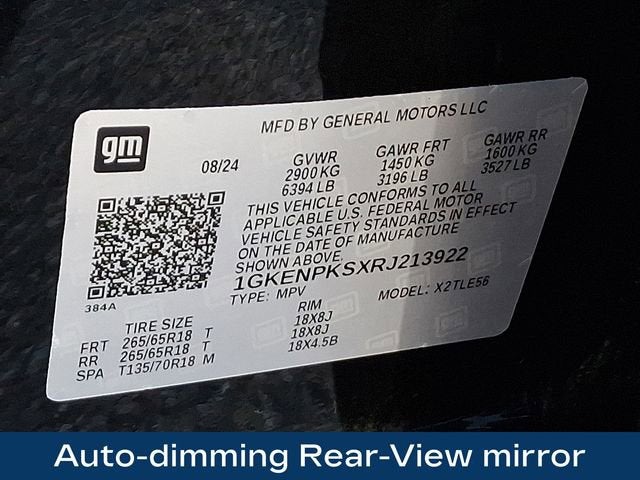 gm
MFD BY GENERAL MOTORS LLC
08/24
GVWR
2900 KG
6394 LB
GAWR FRT
1450 KG
3196 LB
GAWR RR
1600 KG
3527 LB
THIS VEHICLE CONFORMS TO ALL
APPLICABLE U.S. FEDERAL MOTOR
VEHICLE SAFETY STANDARDS IN EFFECT
ON THE DATE OF MANUFACTURE
SHOWN ABOVE.
1GKENPKSXRJ213922
TYPE: MPV MODEL: X2TLE56
384A
TIRE SIZE RIM
FRT 265/65R18 T 18X8J
RR 265/65R18 T 18X8J
SPA T135/70R18 M 18X4.5B
Auto-dimming Rear-View mirror